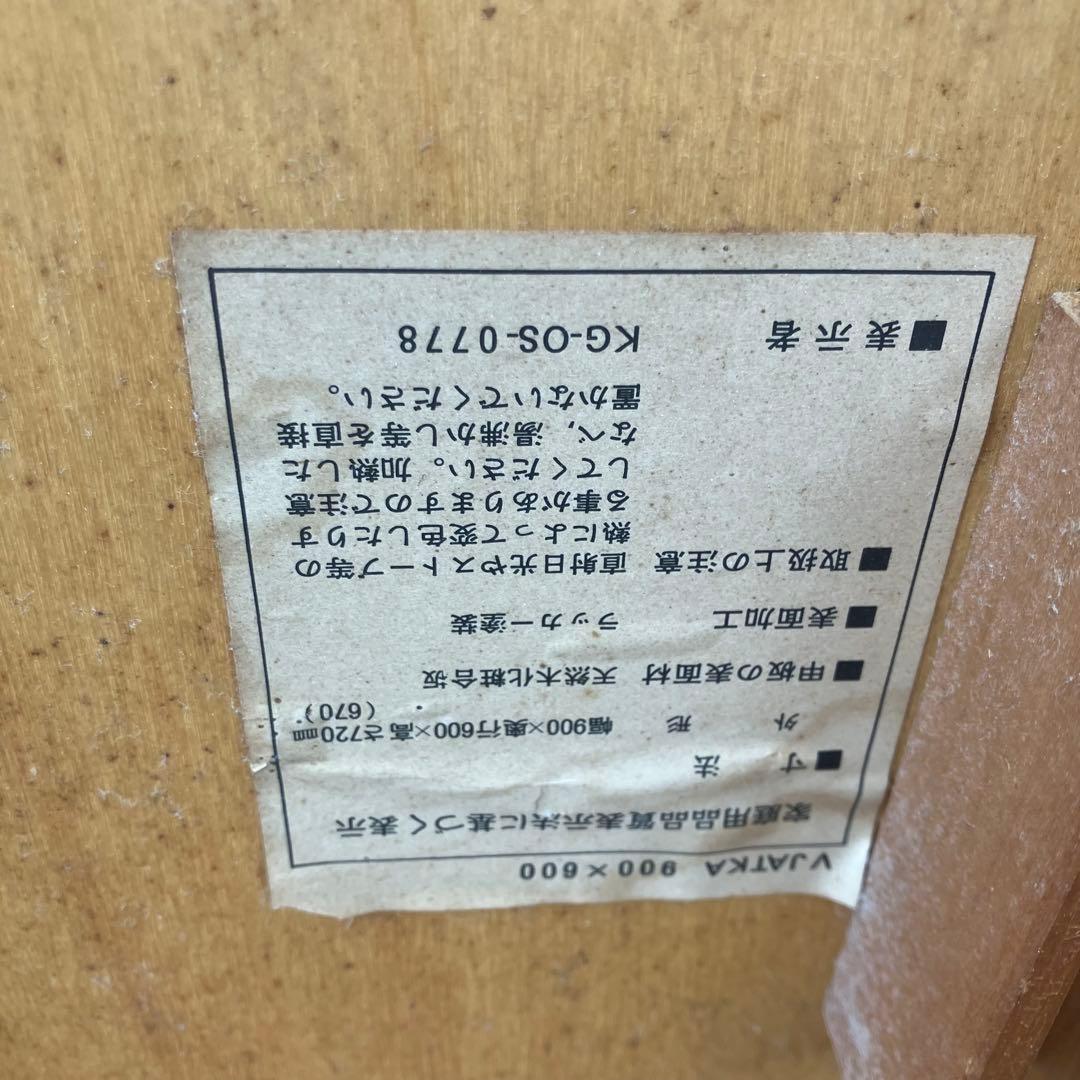 VJATKA 900×600
家庭用品品質表示法に基づく表示
■寸法
外形 幅900×奥行600×高さ720㎜
(670)
■甲板の表面材 天然木化粧合板
■表面加工 ラッカー塗装
■取扱上の注意 直射日光やストーブ等の
熱によって変色したりす
る事がありますので注意
してください。加熱した
なべ,湯沸かし等を直接
置かないでください。
■表示者 KG-OS-0778